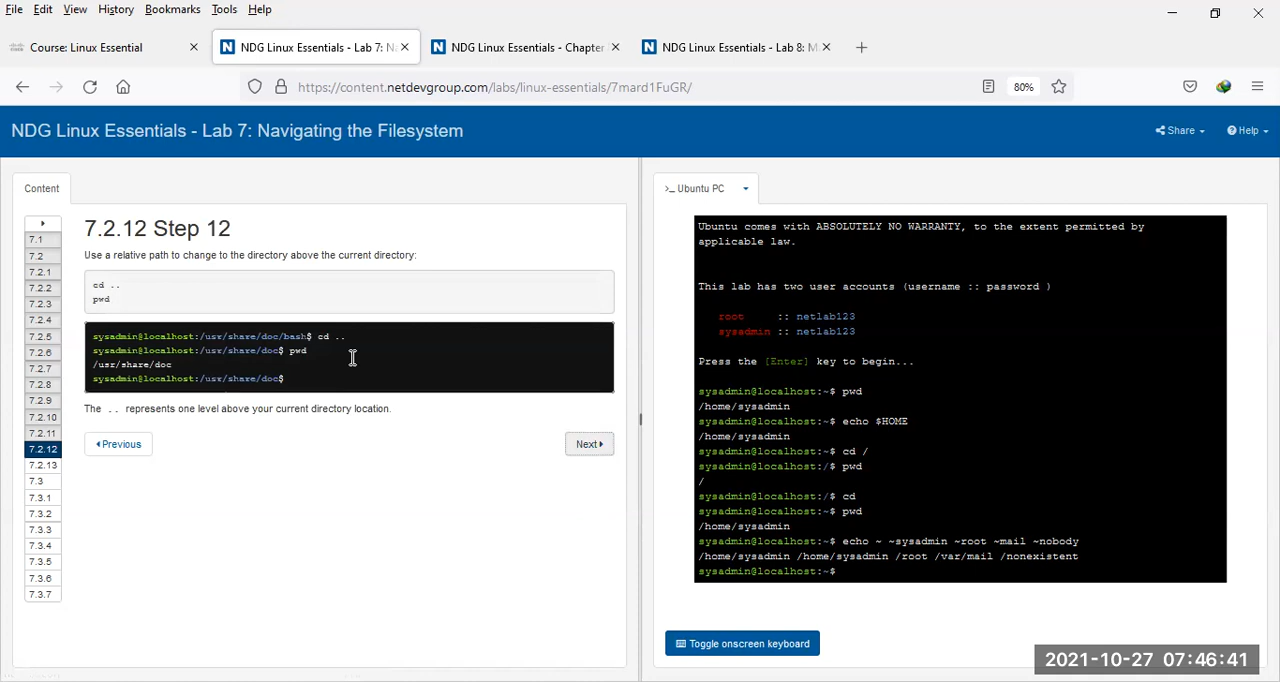 File Edit View History Bookmarks Tools Help
Course: Linux Essential
NDG Linux Essentials - Lab 7: N
NDG Linux Essentials - Chapter
NDG Linux Essentials - Lab 8: M
https://content.netdevgroup.com/labs/linux-essentials/7mard1FuGR/
80%
NDG Linux Essentials - Lab 7: Navigating the Filesystem
Share
Help
Content
7.1
7.2
7.2.1
7.2.2
7.2.3
7.2.4
7.2.5
7.2.6
7.2.7
7.2.8
7.2.9
7.2.10
7.2.11
7.2.12
7.2.13
7.3
7.3.1
7.3.2
7.3.3
7.3.4
7.3.5
7.3.6
7.3.7
7.2.12 Step 12
Use a relative path to change to the directory above the current directory:
cd ..
pwd
sysadmin@localhost:/usr/share/doc/bash$ cd ..
sysadmin@localhost:/usr/share/doc$ pwd
/usr/share/doc
sysadmin@localhost:/usr/share/doc$
The .. represents one level above your current directory location.
Previous
Next
>_ Ubuntu PC
Ubuntu comes with ABSOLUTELY NO WARRANTY, to the extent permitted by
applicable law.
This lab has two user accounts (username :: password )
root :: netlab123
sysadmin :: netlab123
Press the [Enter] key to begin...
sysadmin@localhost:~$ pwd
/home/sysadmin
sysadmin@localhost:~$ echo $HOME
/home/sysadmin
sysadmin@localhost:~$ cd /
sysadmin@localhost:/$ pwd
/
sysadmin@localhost:/$ cd
sysadmin@localhost:~$ pwd
/home/sysadmin
sysadmin@localhost:~$ echo ~ ~sysadmin ~root ~mail ~nobody
/home/sysadmin /home/sysadmin /root /var/mail /nonexistent
sysadmin@localhost:~$
Toggle onscreen keyboard
2021-10-27 07:46:41